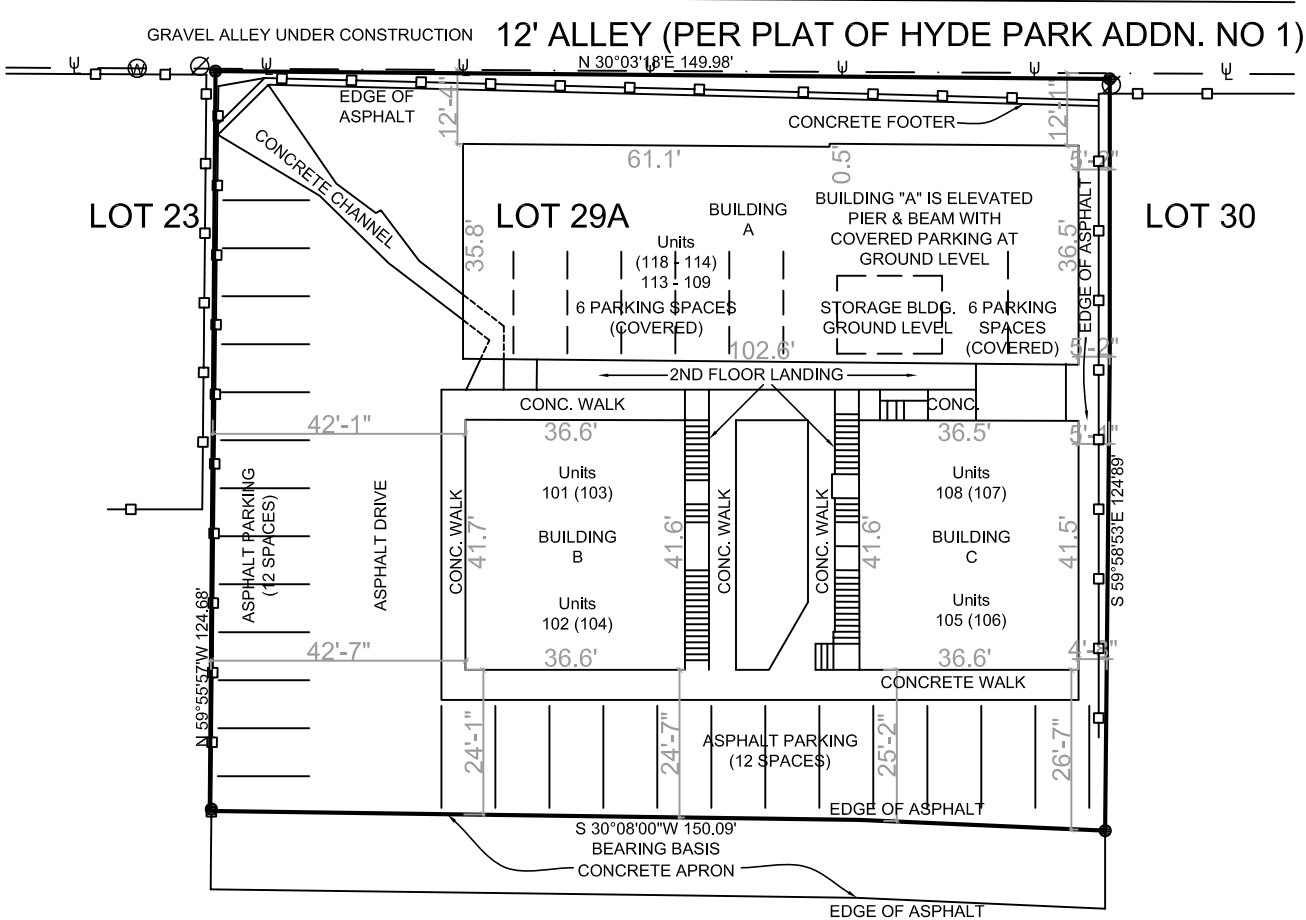 GRAVEL ALLEY UNDER CONSTRUCTION
12' ALLEY (PER PLAT OF HYDE PARK ADDN. NO 1)
N 30°03'18"E 149.98'
W
EDGE OF
ASPHALT
12'-4"
CONCRETE FOOTER
12'-1"
CONCRETE CHANNEL
61.1'
0.5'
LOT 23
LOT 29A
LOT 30
BUILDING
A
BUILDING "A" IS ELEVATED
PIER & BEAM WITH
COVERED PARKING AT
GROUND LEVEL
EDGE OF ASPHALT
35.8'
36.5'
Units
(118 - 114)
113 - 109
6 PARKING SPACES
(COVERED)
STORAGE BLDG.
GROUND LEVEL
6 PARKING
SPACES
(COVERED)
102.6'
5'-2"
2ND FLOOR LANDING
CONC. WALK
CONC.
42'-1"
36.6'
36.5'
5'-1"
Units
101 (103)
Units
108 (107)
ASPHALT PARKING
(12 SPACES)
ASPHALT DRIVE
CONC. WALK
41.7'
BUILDING
B
41.6'
CONC. WALK
CONC. WALK
41.6'
BUILDING
C
41.5'
S 59°58'53"E 124.89'
Units
102 (104)
Units
105 (106)
N 59°55'57"W 124.68'
42'-7"
36.6'
36.6'
CONCRETE WALK
24'-1"
24'-7"
ASPHALT PARKING
(12 SPACES)
25'-2"
26'-7"
EDGE OF ASPHALT
S 30°08'00"W 150.09'
BEARING BASIS
CONCRETE APRON
EDGE OF ASPHALT